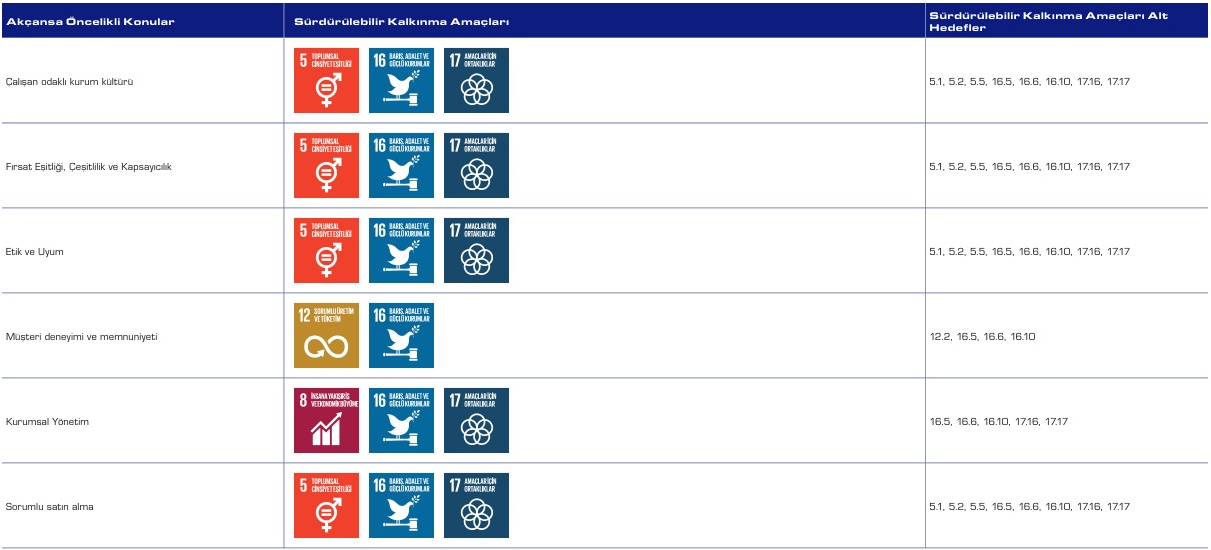 Akçansa Öncelikli Konular
Sürdürülebilir Kalkınma Amaçları
Sürdürülebilir Kalkınma Amaçları Alt
Hedefler
Çalışan odaklı kurum kültürü
5 TOPLUMSAL
CİNSİYET EŞİTLİĞİ
16 BARIŞ, ADALET VE
GÜÇLÜ KURUMLAR
17 AMAÇLAR İÇİN
ORTAKLIKLAR
5.1, 5.2, 5.5, 16.5, 16.6, 16.10, 17.16, 17.17
Fırsat Eşitliği, Çeşitlilik ve Kapsayıcılık
5 TOPLUMSAL
CİNSİYET EŞİTLİĞİ
16 BARIŞ, ADALET VE
GÜÇLÜ KURUMLAR
17 AMAÇLAR İÇİN
ORTAKLIKLAR
5.1, 5.2, 5.5, 16.5, 16.6, 16.10, 17.16, 17.17
Etik ve Uyum
5 TOPLUMSAL
CİNSİYET EŞİTLİĞİ
16 BARIŞ, ADALET VE
GÜÇLÜ KURUMLAR
17 AMAÇLAR İÇİN
ORTAKLIKLAR
5.1, 5.2, 5.5, 16.5, 16.6, 16.10, 17.16, 17.17
Müşteri deneyimi ve memnuniyeti
12 SORUMLU ÜRETİM
VE TÜKETİM
16 BARIŞ, ADALET VE
GÜÇLÜ KURUMLAR
12.2, 16.5, 16.6, 16.10
Kurumsal Yönetim
8 İNSANA YAKIŞIR İŞ
VE EKONOMİK BÜYÜME
16 BARIŞ, ADALET VE
GÜÇLÜ KURUMLAR
17 AMAÇLAR İÇİN
ORTAKLIKLAR
16.5, 16.6, 16.10, 17.16, 17.17
Sorumlu satın alma
5 TOPLUMSAL
CİNSİYET EŞİTLİĞİ
16 BARIŞ, ADALET VE
GÜÇLÜ KURUMLAR
17 AMAÇLAR İÇİN
ORTAKLIKLAR
5.1, 5.2, 5.5, 16.5, 16.6, 16.10, 17.16, 17.17